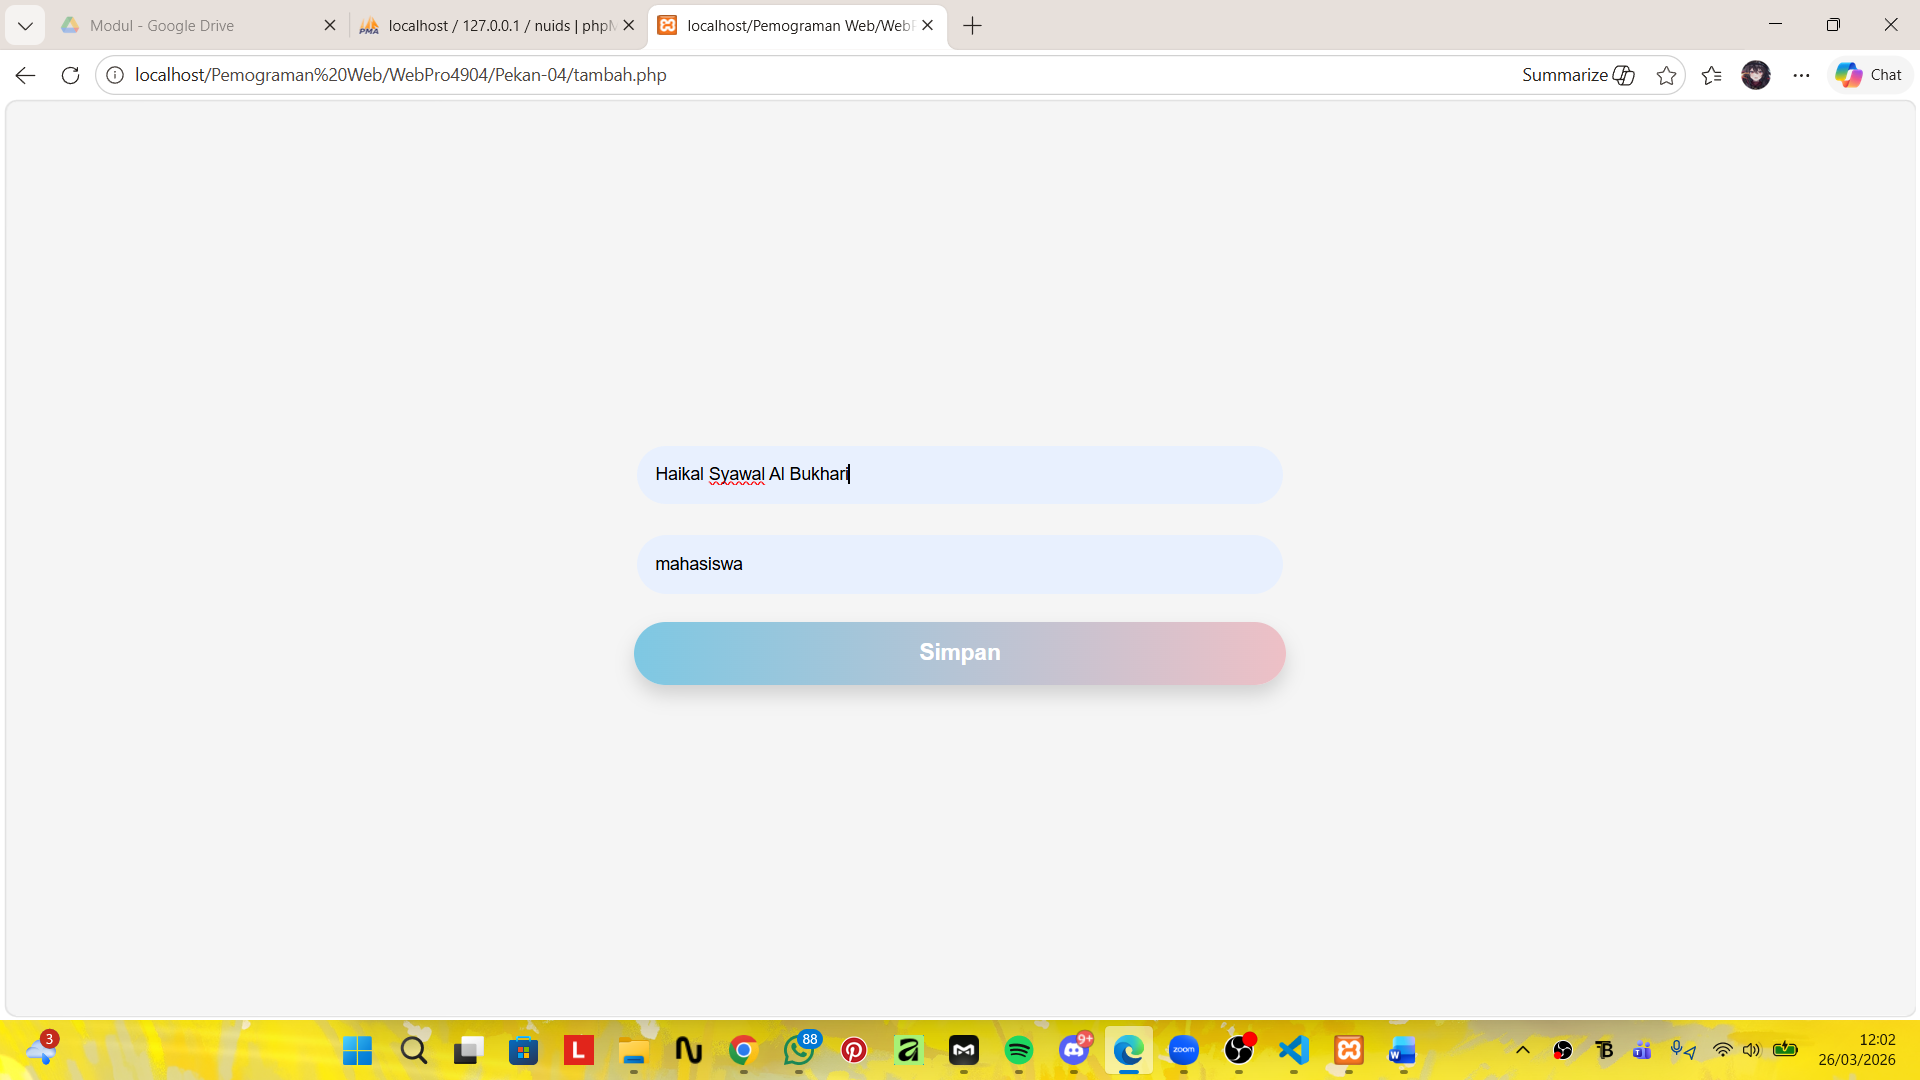 Modul - Google Drive
localhost / 127.0.0.1 / nuids | phpM
localhost/Pemograman Web/WebP
localhost/Pemograman%20Web/WebPro4904/Pekan-04/tambah.php
Summarize
Chat
Haikal Syawal Al Bukhari
mahasiswa
Simpan
3
88
9+
12:02
26/03/2026